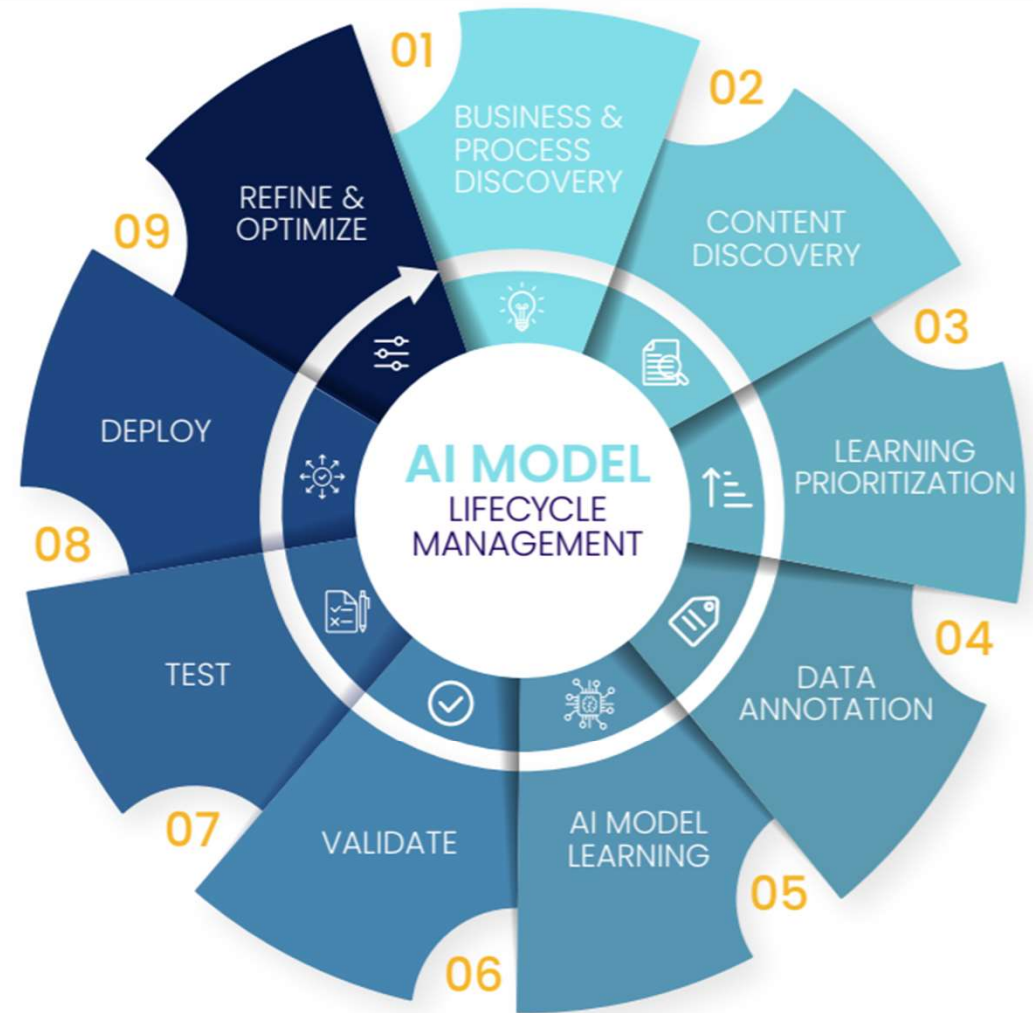 01
BUSINESS &
PROCESS
DISCOVERY
02
CONTENT
DISCOVERY
03
LEARNING
PRIORITIZATION
04
DATA
ANNOTATION
05
AI MODEL
LEARNING
06
VALIDATE
07
TEST
08
DEPLOY
09
REFINE &
OPTIMIZE
AI MODEL
LIFECYCLE
MANAGEMENT